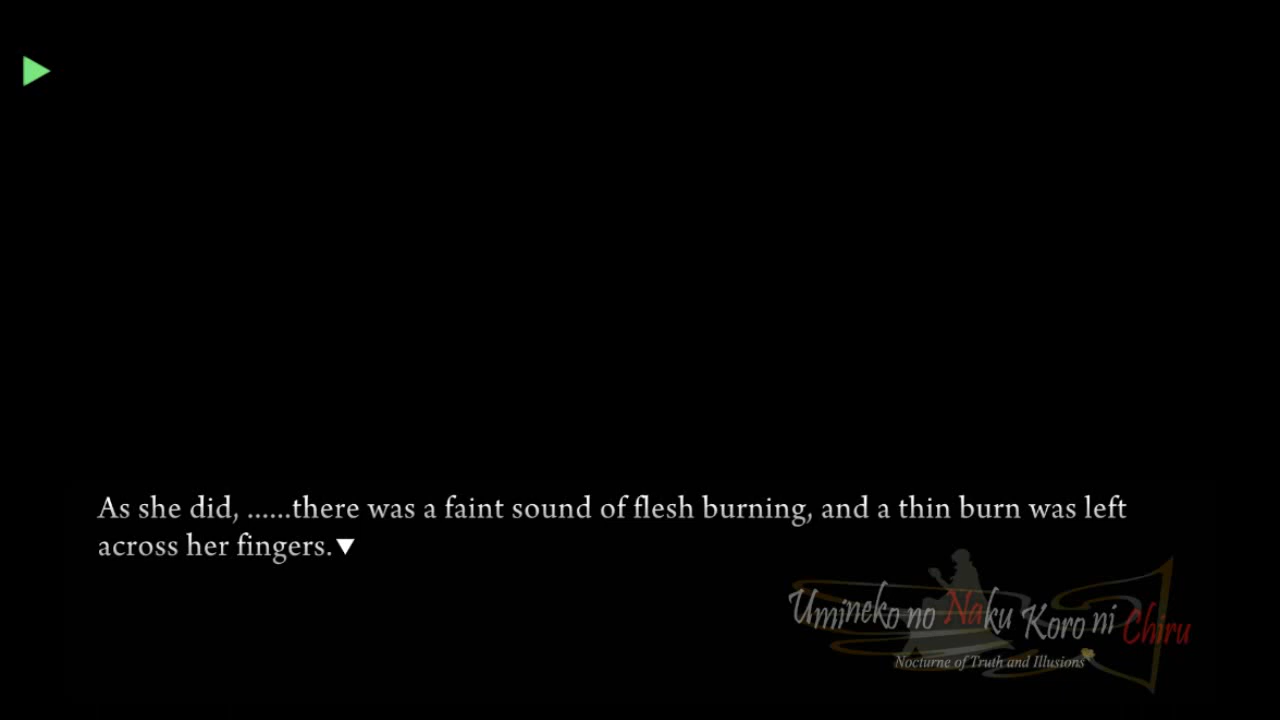 As she did, ......there was a faint sound of flesh burning, and a thin burn was left
across her fingers.
Umineko no Naku Koro ni Chiru
Nocturne of Truth and Illusions